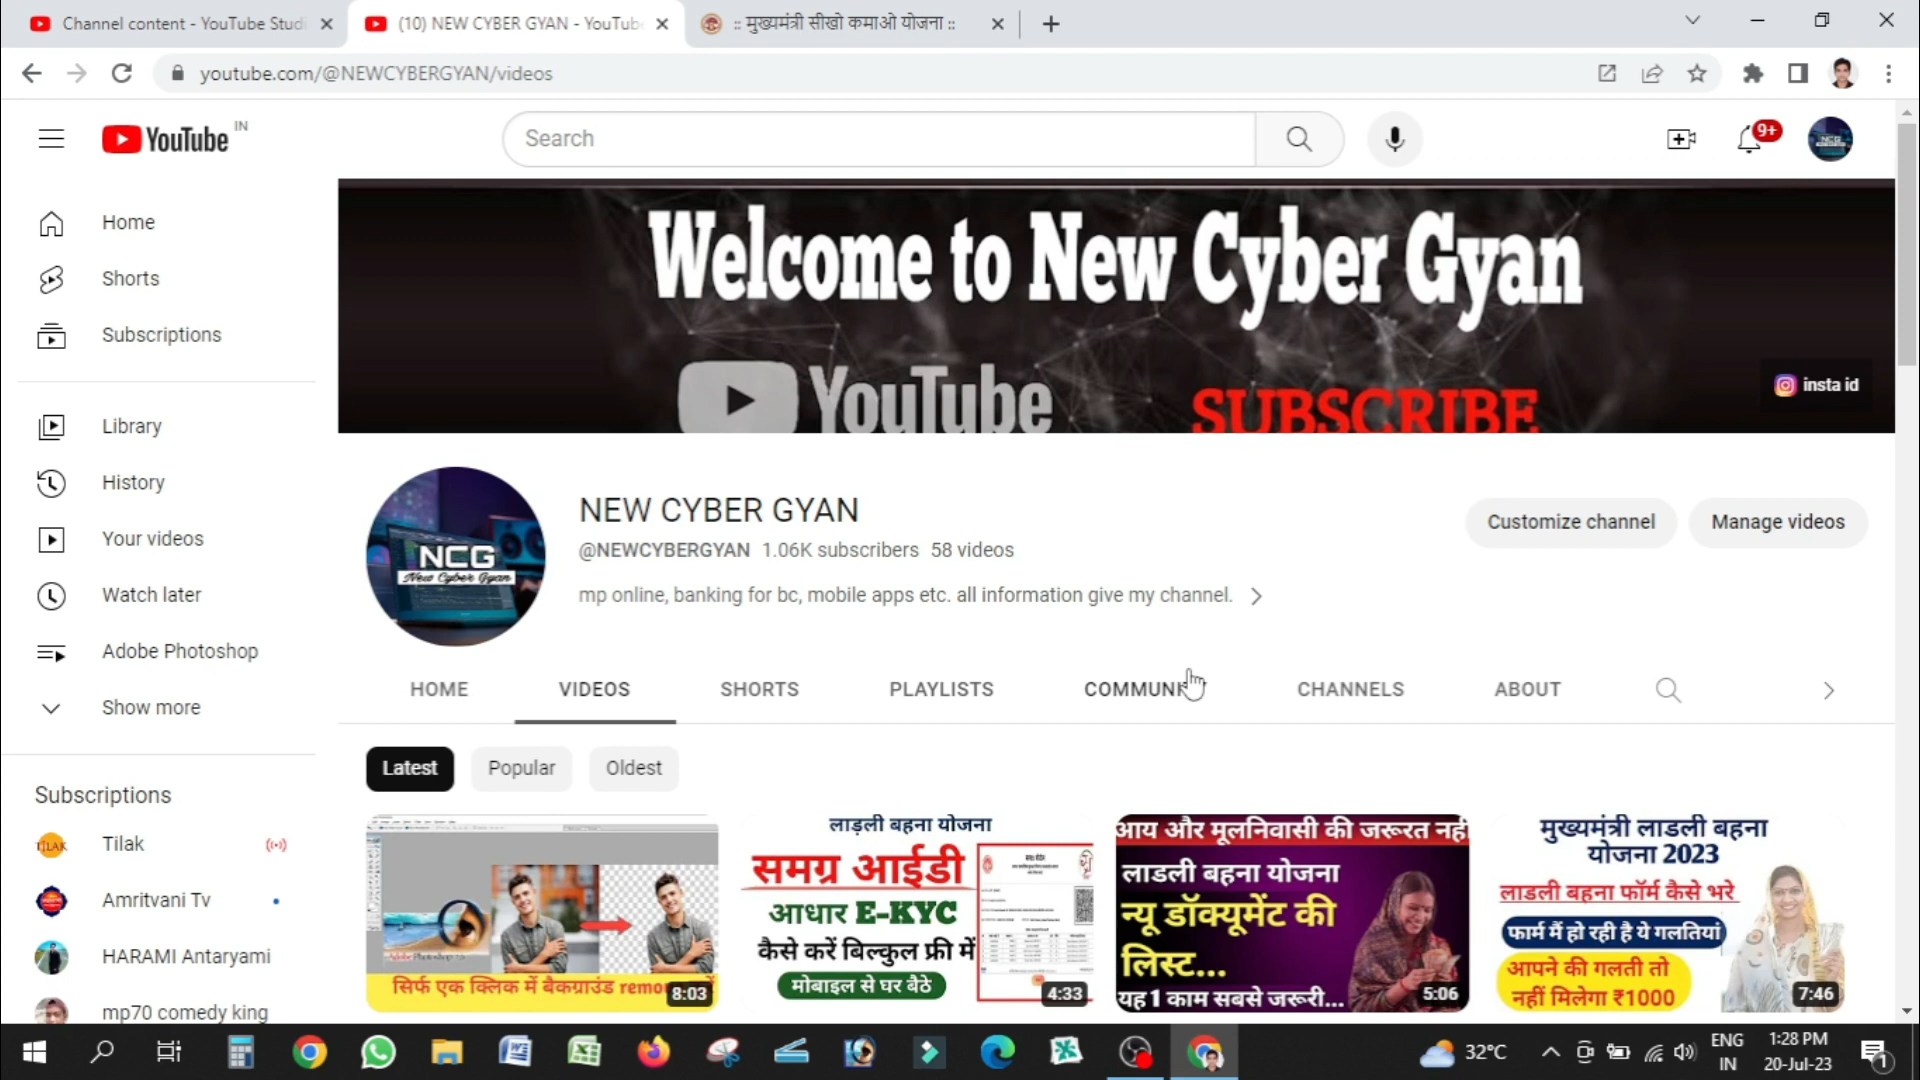 Channel content - YouTube Studi
(10) NEW CYBER GYAN - YouTube
:: मुख्यमंत्री सीखो कमाओ योजना ::
youtube.com/@NEWCYBERGYAN/videos
YouTube IN
Search
9+
Home
Shorts
Subscriptions
Library
History
Your videos
Watch later
Adobe Photoshop
Show more
Subscriptions
Tilak
Amritvani Tv
HARAMI Antaryami
mp70 comedy king
Welcome to New Cyber Gyan
YouTube
SUBSCRIBE
insta id
NCG
New Cyber Gyan
NEW CYBER GYAN
@NEWCYBERGYAN 1.06K subscribers 58 videos
mp online, banking for bc, mobile apps etc. all information give my channel.
Customize channel
Manage videos
HOME VIDEOS SHORTS PLAYLISTS COMMUNITY CHANNELS ABOUT
Latest Popular Oldest
सिर्फ एक क्लिक में बैकग्राउंड remo
8:03
लाड़ली बहना योजना
समग्र आईडी
आधार E-KYC
कैसे करें बिल्कुल फ्री में
मोबाइल से घर बैठे
4:33
आय और मूलनिवासी की जरूरत नही
लाडली बहना योजना
न्यू डॉक्यूमेंट की
लिस्ट...
यह 1 काम सबसे जरूरी...
5:06
मुख्यमंत्री लाडली बहना
योजना 2023
लाडली बहना फॉर्म कैसे भरे
फार्म मैं हो रही है ये गलतियां
आपने की गलती तो
नहीं मिलेगा ₹1000
7:46
32°C
ENG
IN
1:28 PM
20-Jul-23
1